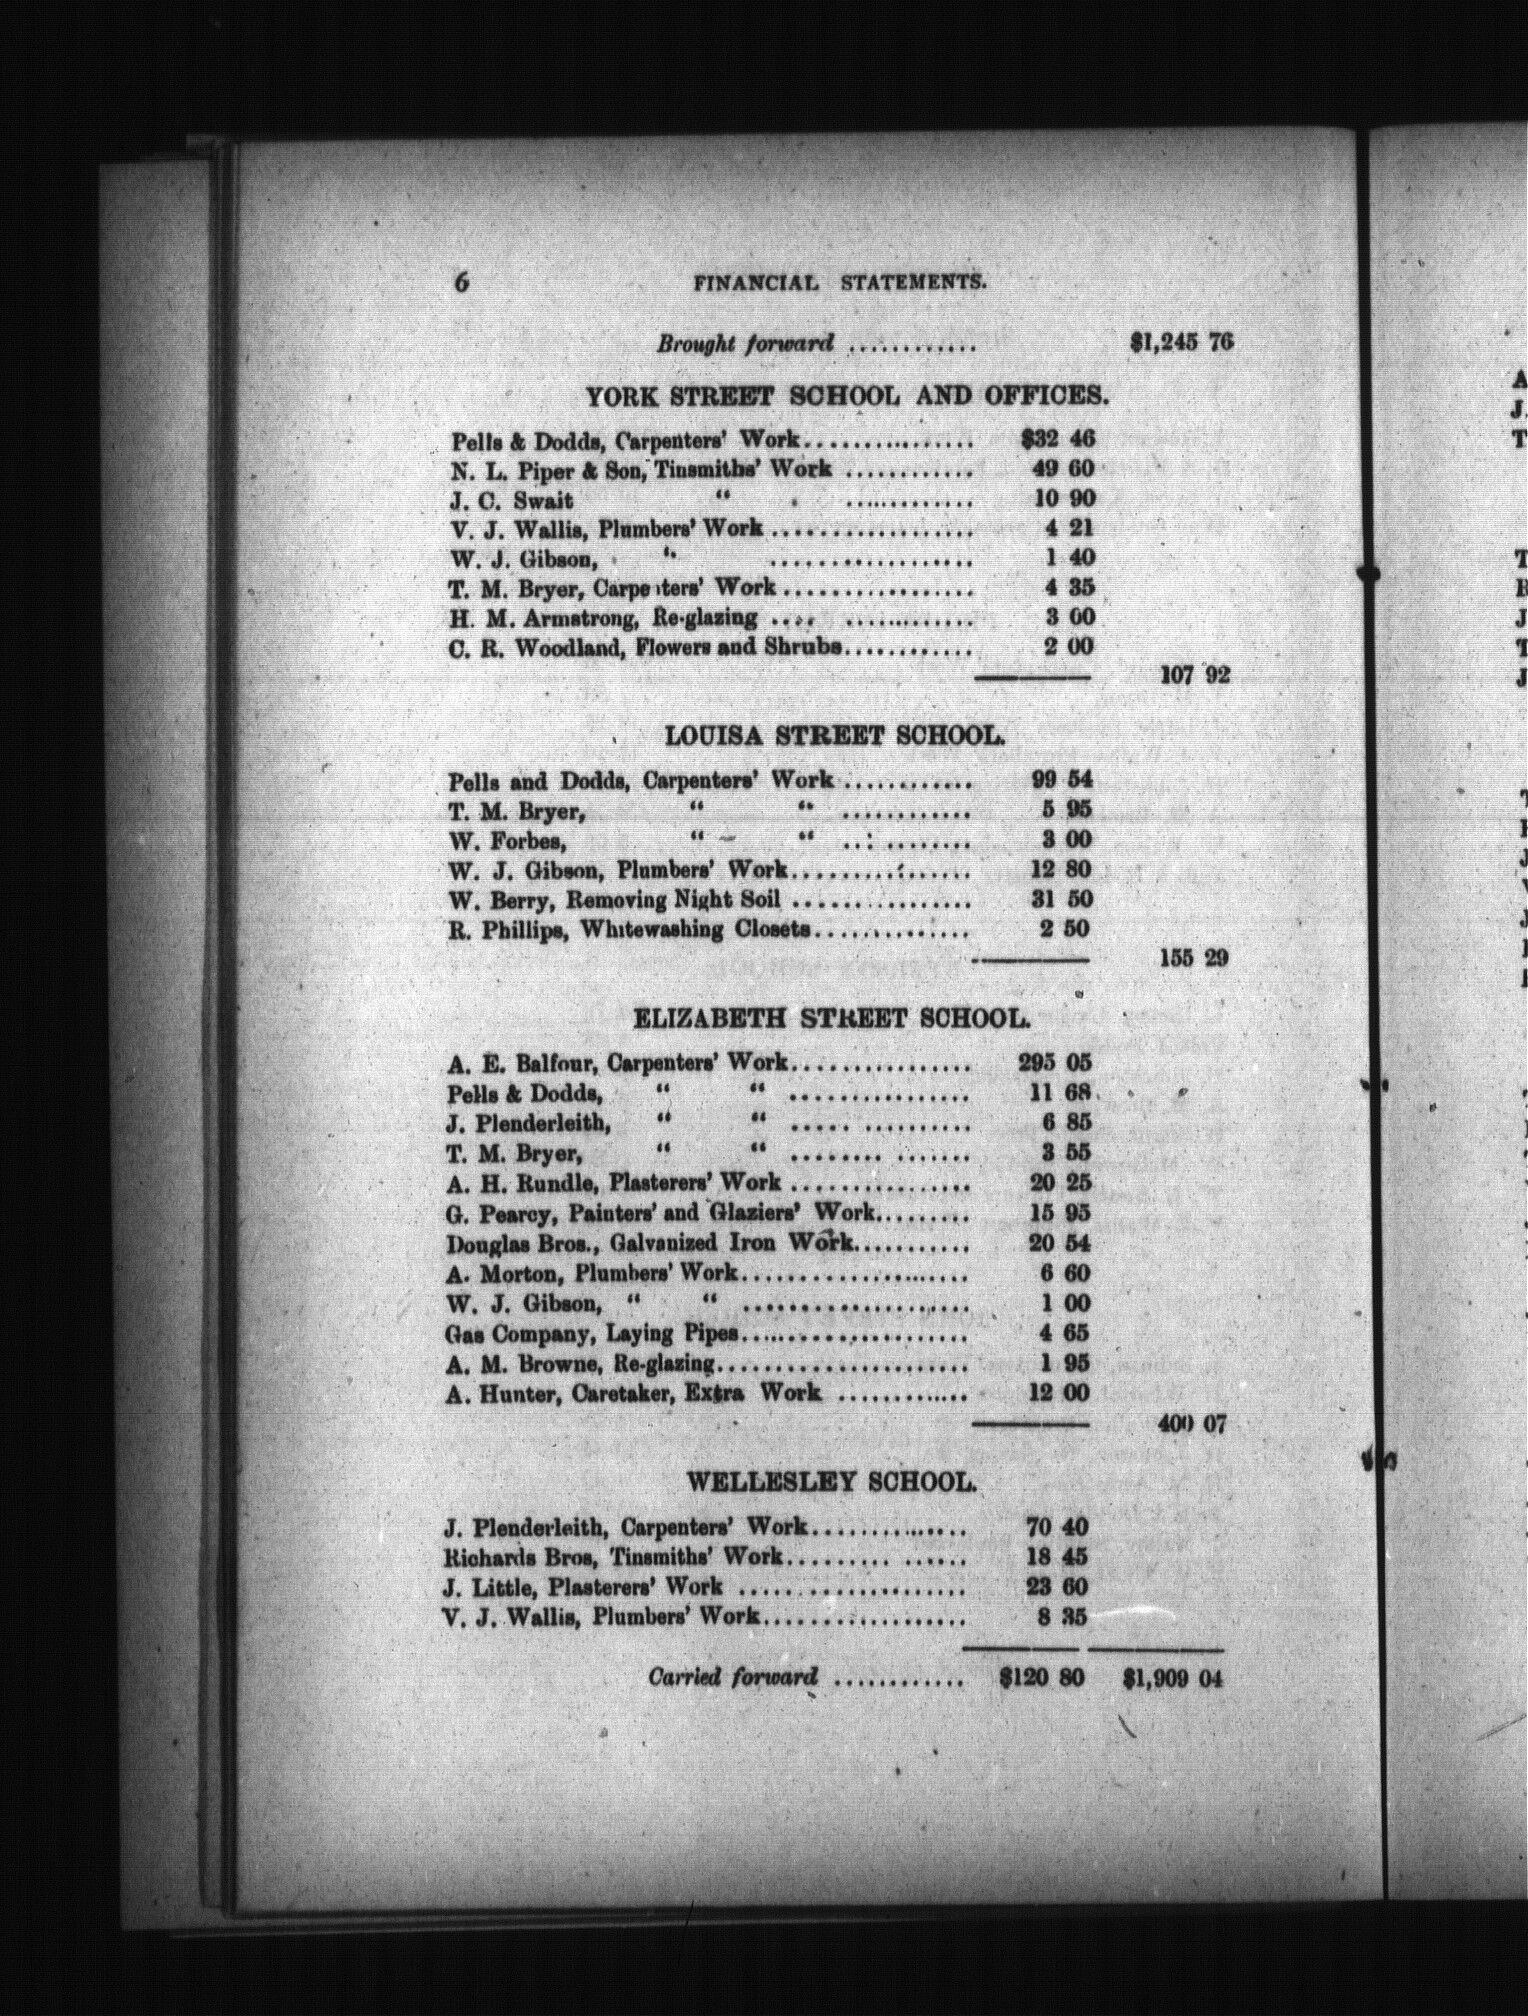 6 FINANCIAL STATEMENTS.
Brought forward ............ $1,245 76
YORK STREET SCHOOL AND OFFICES.
Pells & Dodds, Carpenters' Work.............. $32 46
N. L. Piper & Son, Tinsmiths' Work ............ 49 60
J. C. Swait " ............ 10 90
V. J. Wallis, Plumbers' Work ................. 4 21
W. J. Gibson, " ................. 1 40
T. M. Bryer, Carpenters' Work ................ 4 35
H. M. Armstrong, Re-glazing .... ............ 3 00
C. R. Woodland, Flowers and Shrubs............ 2 00
107 92
LOUISA STREET SCHOOL.
Pells and Dodds, Carpenters' Work ............ 99 54
T. M. Bryer, " " ............ 5 95
W. Forbes, " " ... ........ 3 00
W. J. Gibson, Plumbers' Work................ 12 80
W. Berry, Removing Night Soil ................ 31 50
R. Phillips, Whitewashing Closets.............. 2 50
155 29
ELIZABETH STREET SCHOOL.
A. E. Balfour, Carpenters' Work................ 295 05
Pells & Dodds, " " ................ 11 68
J. Plenderleith, " " ..... .......... 6 85
T. M. Bryer, " " ........ ....... 3 55
A. H. Rundle, Plasterers' Work ................ 20 25
G. Pearcy, Painters' and Glaziers' Work......... 15 95
Douglas Bros., Galvanized Iron Work........... 20 54
A. Morton, Plumbers' Work.................... 6 60
W. J. Gibson, " " .................... 1 00
Gas Company, Laying Pipes.................... 4 65
A. M. Browne, Re-glazing...................... 1 95
A. Hunter, Caretaker, Extra Work ............ 12 00
400 07
WELLESLEY SCHOOL.
J. Plenderleith, Carpenters' Work.............. 70 40
Richards Bros, Tinsmiths' Work......... ...... 18 45
J. Little, Plasterers' Work .................... 23 60
V. J. Wallis, Plumbers' Work.................. 8 35
Carried forward ............ $120 80 $1,909 04